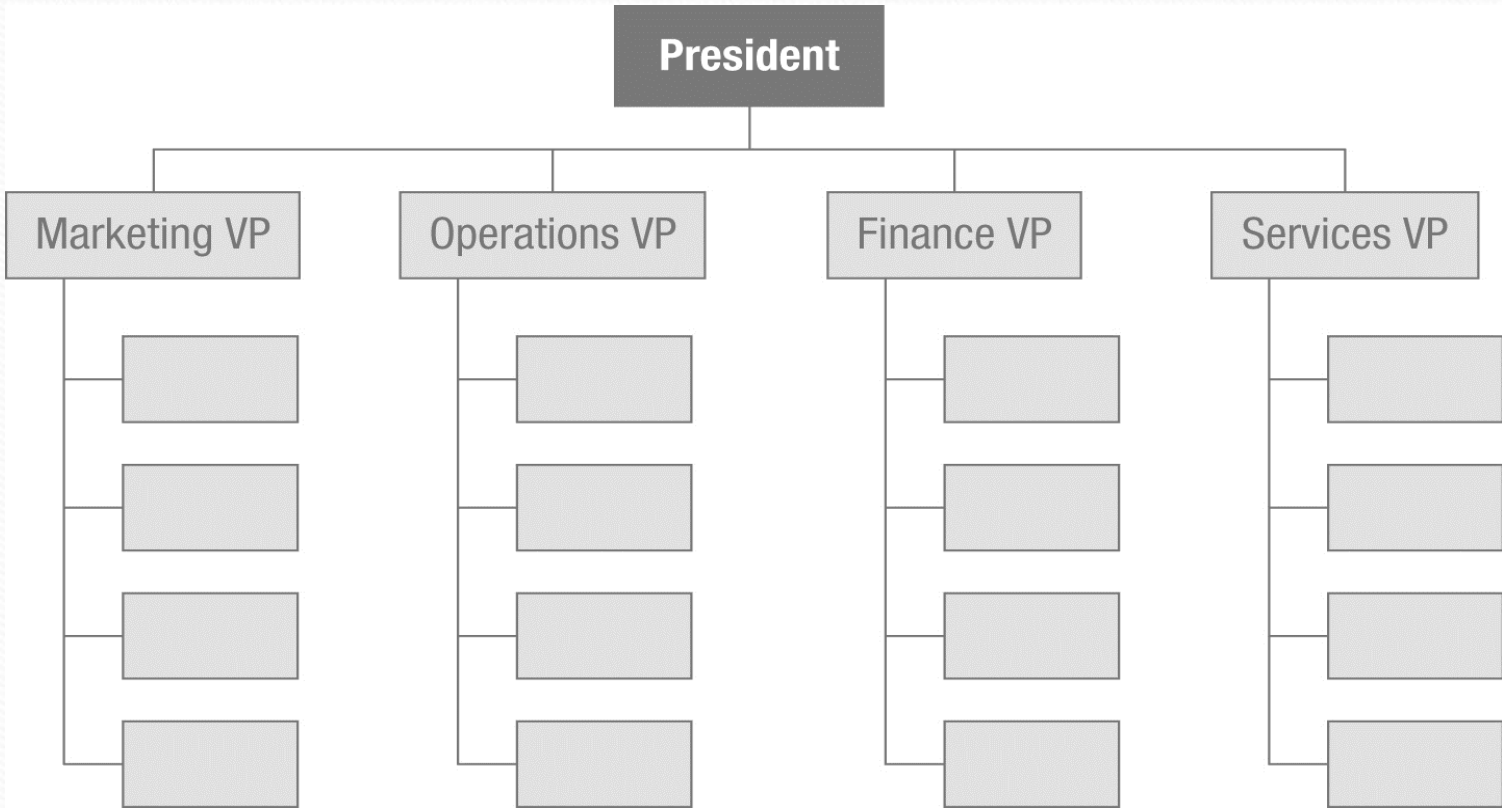 President
Marketing VP
Operations VP
Finance VP
Services VP